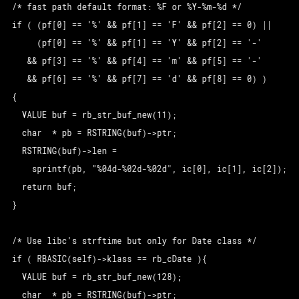 /* fast path default format: %F or %Y-%m-%d */
if ( (pf[0] == '%' && pf[1] == 'F' && pf[2] == 0) ||
(pf[0] == '%' && pf[1] == 'Y' && pf[2] == '-'
&& pf[3] == '%' && pf[4] == 'm' && pf[5] == '-'
&& pf[6] == '%' && pf[7] == 'd' && pf[8] == 0) )
{
VALUE buf = rb_str_buf_new(11);
char * pb = RSTRING(buf)->ptr;
RSTRING(buf)->len =
sprintf(pb, "%04d-%02d-%02d", ic[0], ic[1], ic[2]);
return buf;
}
/* Use libc's strftime but only for Date class */
if ( RBASIC(self)->klass == rb_cDate ){
VALUE buf = rb_str_buf_new(128);
char * pb = RSTRING(buf)->ptr;